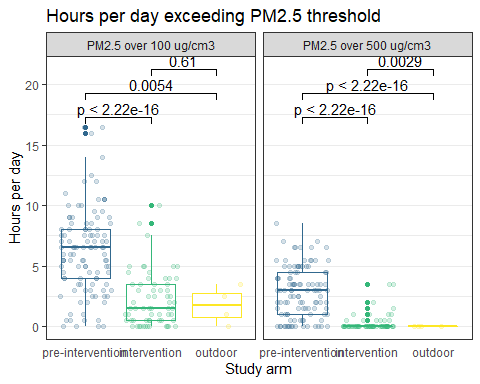 Hours per day exceeding PM2.5 threshold
PM2.5 over 100 ug/cm3
PM2.5 over 500 ug/cm3
0.61
0.0054
p < 2.22e-16
0.0029
p < 2.22e-16
p < 2.22e-16
20
15
10
5
0
Hours per day
pre-intervention intervention outdoor
pre-intervention intervention outdoor
Study arm